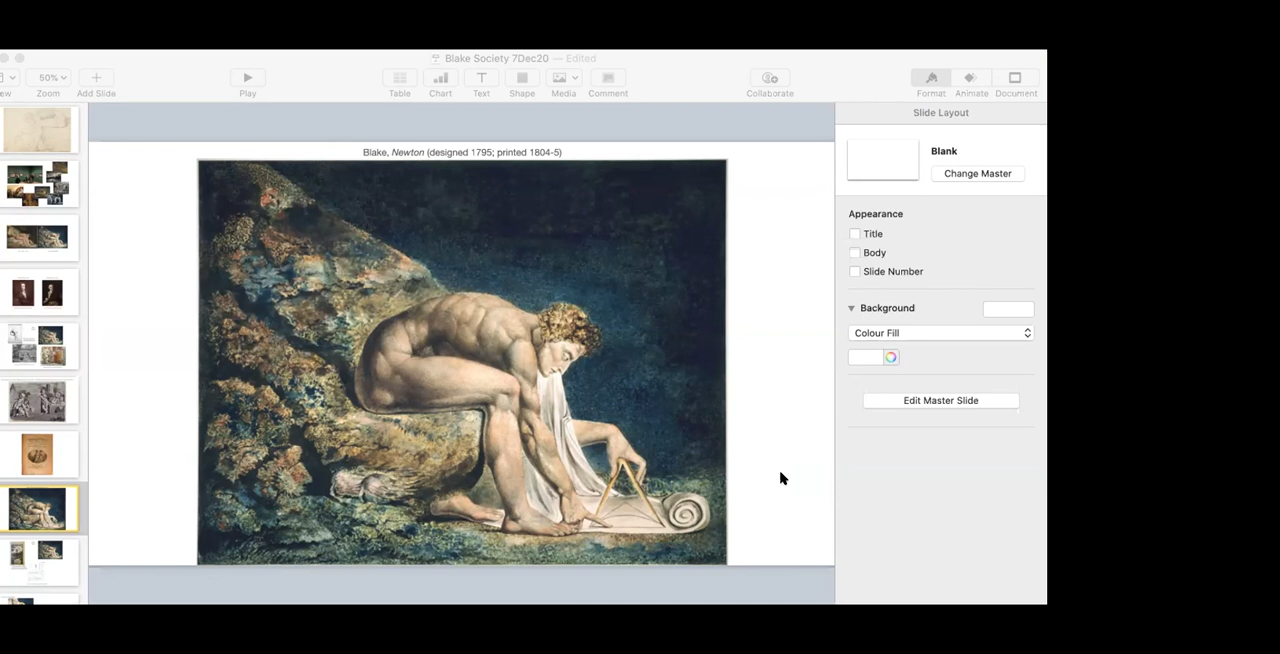 Blake Society 7Dec20 — Edited
ew
50%
Zoom
Add Slide
Play
Table
Chart
Text
Shape
Media
Comment
Collaborate
Format
Animate
Document
Slide Layout
Blake, Newton (designed 1795; printed 1804-5)
Blank
Change Master
Appearance
Title
Body
Slide Number
Background
Colour Fill
Edit Master Slide